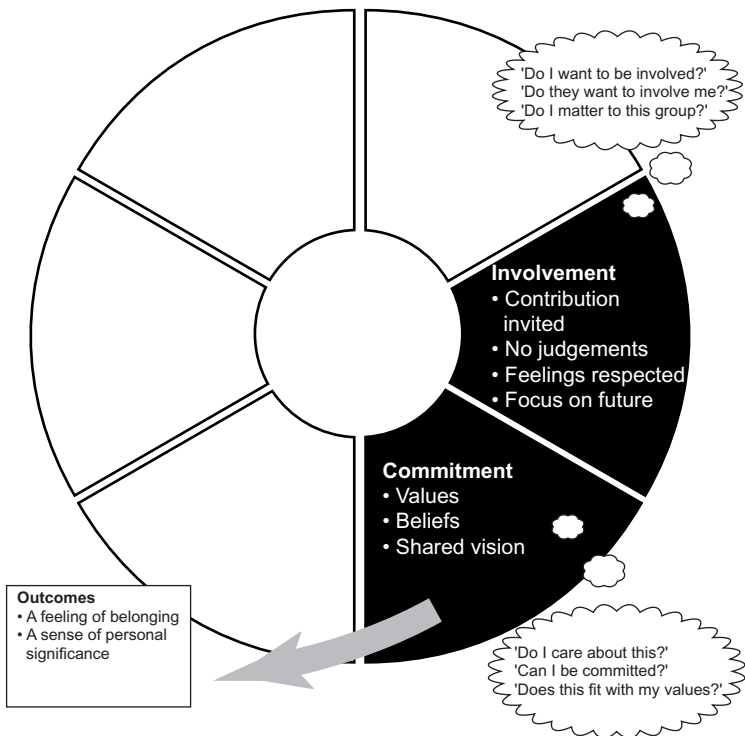 'Do I want to be involved?'
'Do they want to involve me?'
'Do I matter to this group?'
Involvement
• Contribution
invited
• No judgements
• Feelings respected
• Focus on future
Commitment
• Values
• Beliefs
• Shared vision
Outcomes
• A feeling of belonging
• A sense of personal
significance
'Do I care about this?'
'Can I be committed?'
'Does this fit with my values?'